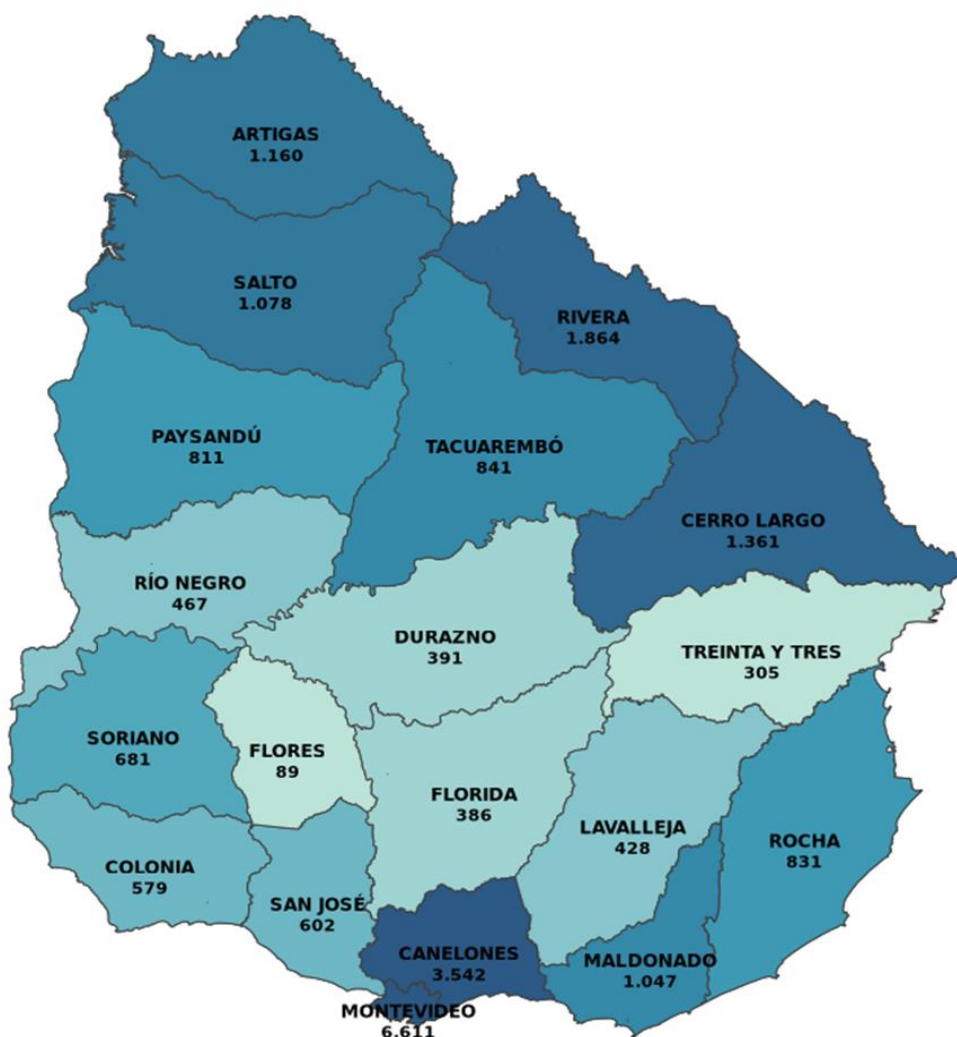 ARTIGAS
1.160
SALTO
1.078
RIVERA
1.864
PAYSANDÚ
811
TACUAREMBÓ
841
CERRO LARGO
1.361
RÍO NEGRO
467
DURAZNO
391
TREINTA Y TRES
305
SORIANO
681
FLORES
89
FLORIDA
386
LAVALLEJA
428
ROCHA
831
COLONIA
579
SAN JOSÉ
602
CANELONES
3.542
MALDONADO
1.047
MONTEVIDEO
6.611